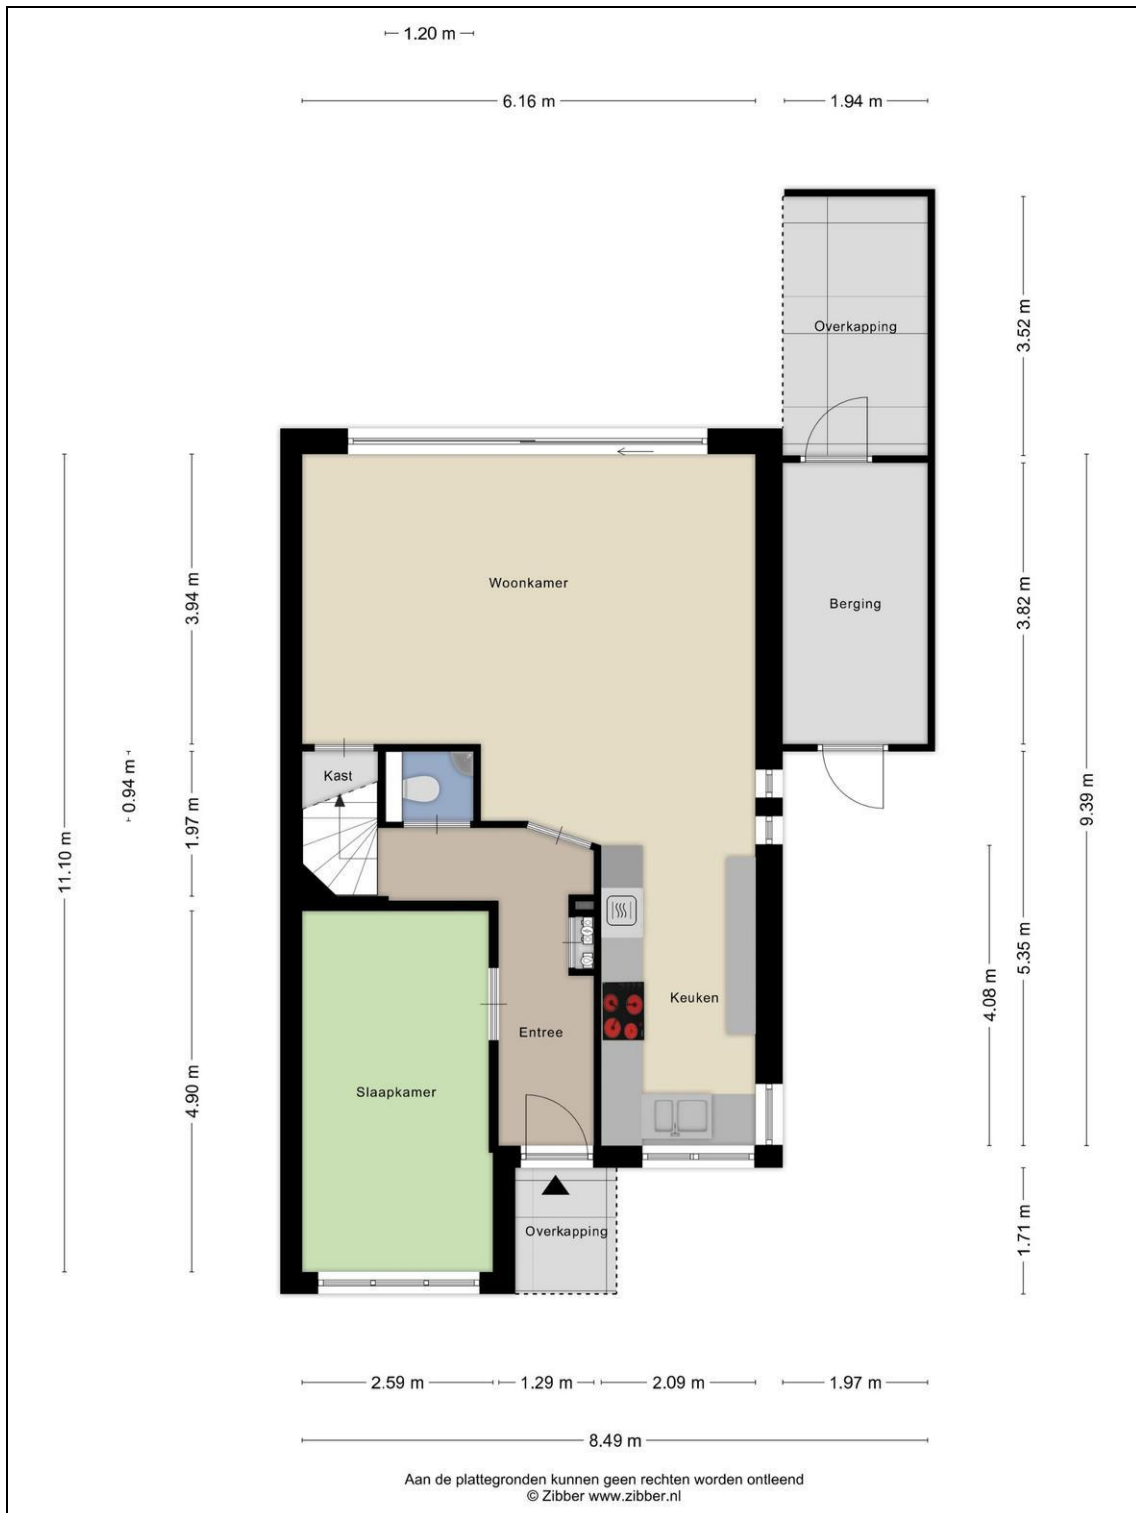 1.20 m
6.16 m
1.94 m
Overkapping
3.52 m
Woonkamer
Berging
3.94 m
3.82 m
Kast
0.94 m
1.97 m
9.39 m
11.10 m
5.35 m
4.08 m
Keuken
Entree
Slaapkamer
4.90 m
Overkapping
1.71 m
2.59 m
1.29 m
2.09 m
1.97 m
8.49 m
Aan de plattegronden kunnen geen rechten worden ontleend
© Zibber www.zibber.nl